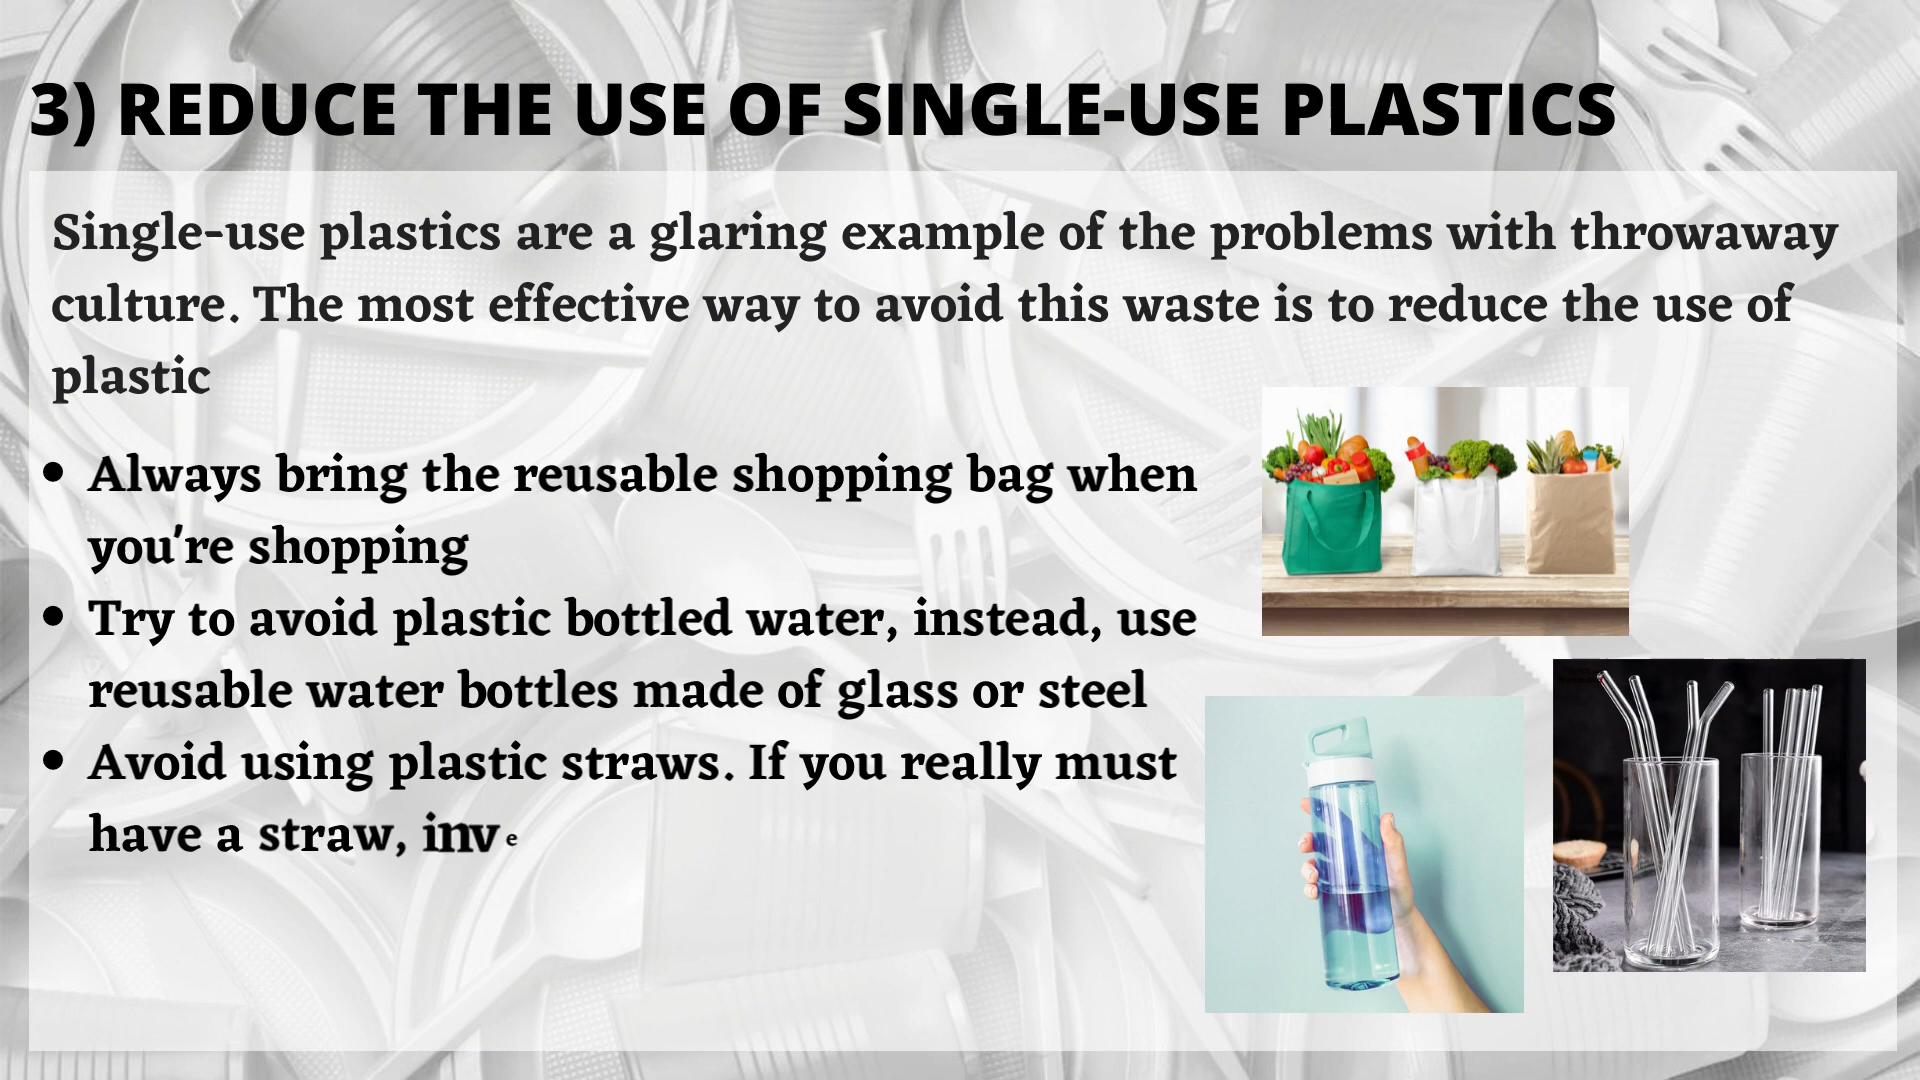 3) REDUCE THE USE OF SINGLE-USE PLASTICS
Single-use plastics are a glaring example of the problems with throwaway
culture. The most effective way to avoid this waste is to reduce the use of
plastic
• Always bring the reusable shopping bag when
you're shopping
• Try to avoid plastic bottled water, instead, use
reusable water bottles made of glass or steel
• Avoid using plastic straws. If you really must
have a straw, inve